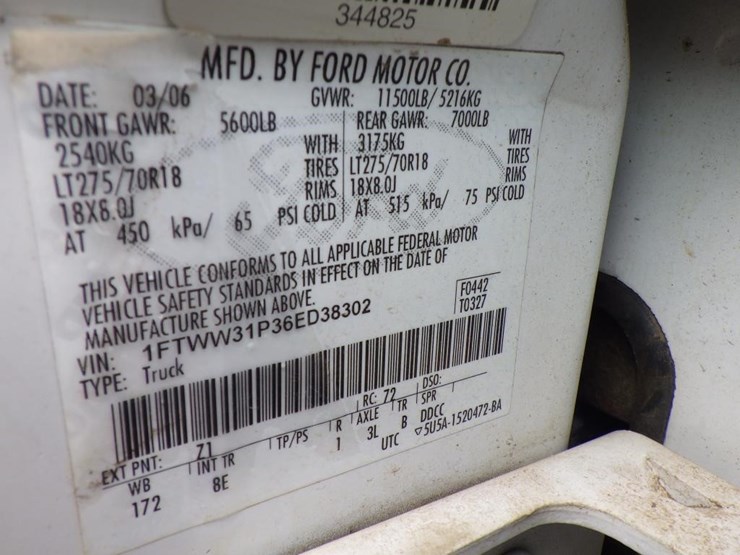 344825
MFD. BY FORD MOTOR CO.
DATE: 03/06 GVWR: 11500LB/ 5216KG
FRONT GAWR: 5600LB REAR GAWR: 7000LB
2540KG WITH 3175KG WITH
LT275/70R18 TIRES LT275/70R18 TIRES
18X8.0J RIMS 18X8.0J RIMS
AT 450 kPa/ 65 PSI COLD AT 515 kPa/ 75 PSI COLD
THIS VEHICLE CONFORMS TO ALL APPLICABLE FEDERAL MOTOR
VEHICLE SAFETY STANDARDS IN EFFECT ON THE DATE OF
MANUFACTURE SHOWN ABOVE.
F0442
T0327
VIN: 1FTWW31P36ED38302
TYPE: Truck
EXT PNT: Z1 RC: 72 DSO:
WB INT TR TP/PS R AXLE TR SPR
172 8E 1 3L B DDCC
UTC ▽5U5A-1520472-BA